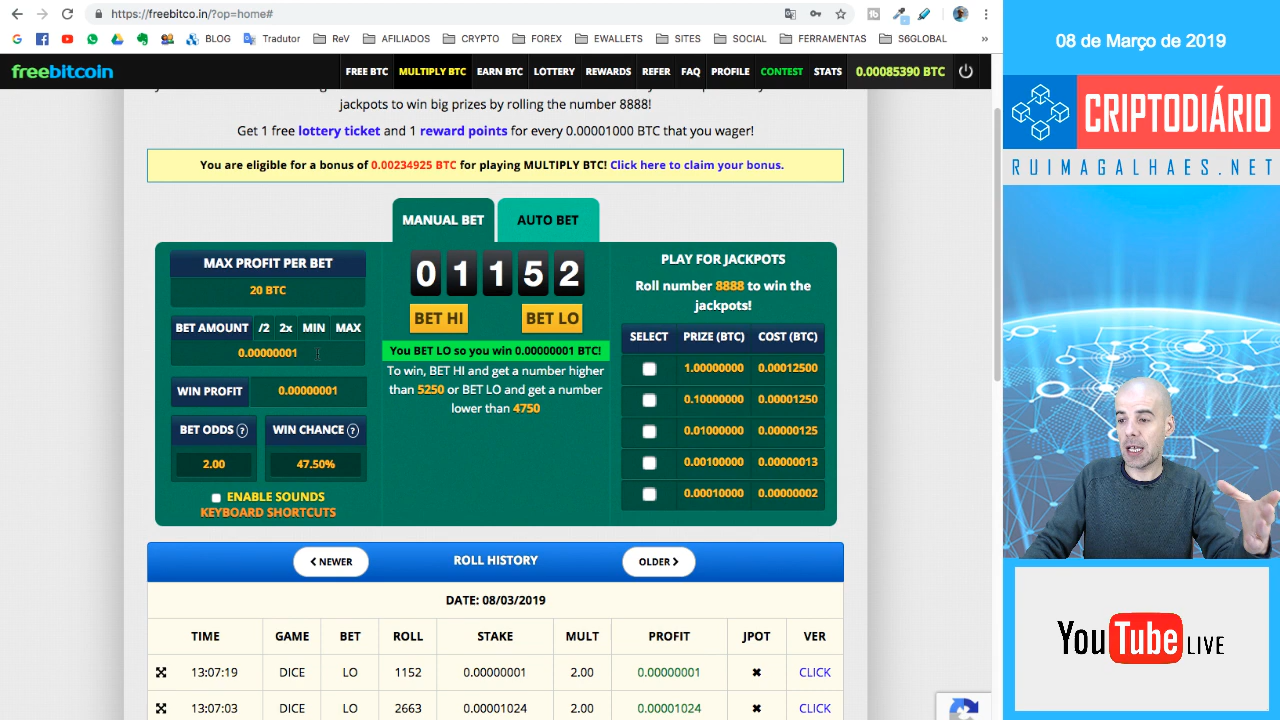 https://freebitco.in/?op=home#
BLOG Tradutor ReV AFILIADOS CRYPTO FOREX EWALLETS SITES SOCIAL FERRAMENTAS S6GLOBAL »
freebitcoin FREE BTC MULTIPLY BTC EARN BTC LOTTERY REWARDS REFER FAQ PROFILE CONTEST STATS 0.00085390 BTC
jackpots to win big prizes by rolling the number 8888!
Get 1 free lottery ticket and 1 reward points for every 0.00001000 BTC that you wager!
You are eligible for a bonus of 0.00234925 BTC for playing MULTIPLY BTC! Click here to claim your bonus.
MANUAL BET AUTO BET
MAX PROFIT PER BET
20 BTC
BET AMOUNT /2 2x MIN MAX
0.00000001
WIN PROFIT 0.00000001
BET ODDS ? WIN CHANCE ?
2.00 47.50%
ENABLE SOUNDS
KEYBOARD SHORTCUTS
0 1 1 5 2
BET HI BET LO
You BET LO so you win 0.00000001 BTC!
To win, BET HI and get a number higher
than 5250 or BET LO and get a number
lower than 4750
PLAY FOR JACKPOTS
Roll number 8888 to win the
jackpots!
SELECT PRIZE (BTC) COST (BTC)
1.00000000 0.00012500
0.10000000 0.00001250
0.01000000 0.00000125
0.00100000 0.00000013
0.00010000 0.00000002
NEWER ROLL HISTORY OLDER
DATE: 08/03/2019
TIME GAME BET ROLL STAKE MULT PROFIT JPOT VER
13:07:19 DICE LO 1152 0.00000001 2.00 0.00000001 CLICK
13:07:03 DICE LO 2663 0.00001024 2.00 0.00001024 CLICK
08 de Março de 2019
CRIPTODIÁRIO
RUIMAGALHAES.NET
YouTube LIVE